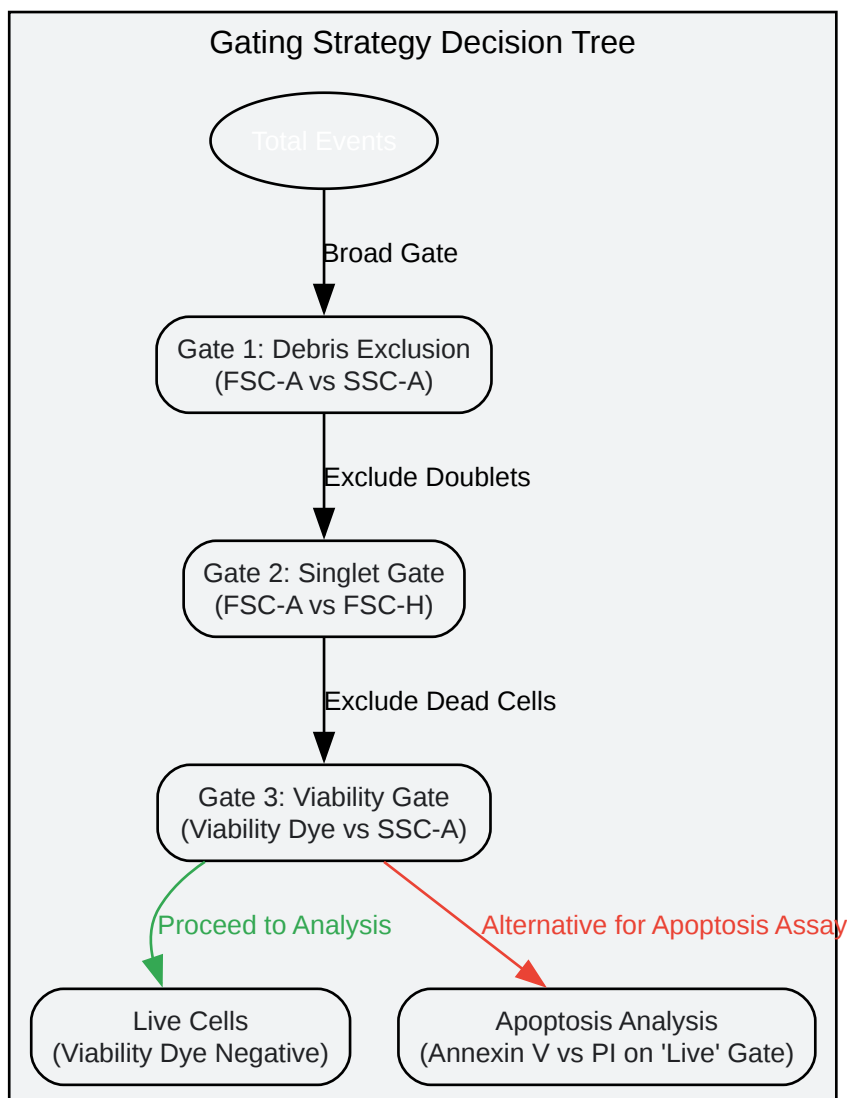 Gating Strategy Decision Tree
Total Events
Broad Gate
Gate 1: Debris Exclusion
(FSC-A vs SSC-A)
Exclude Doublets
Gate 2: Singlet Gate
(FSC-A vs FSC-H)
Exclude Dead Cells
Gate 3: Viability Gate
(Viability Dye vs SSC-A)
Proceed to Analysis
Alternative for Apoptosis Assay
Live Cells
(Viability Dye Negative)
Apoptosis Analysis
(Annexin V vs PI on 'Live' Gate)